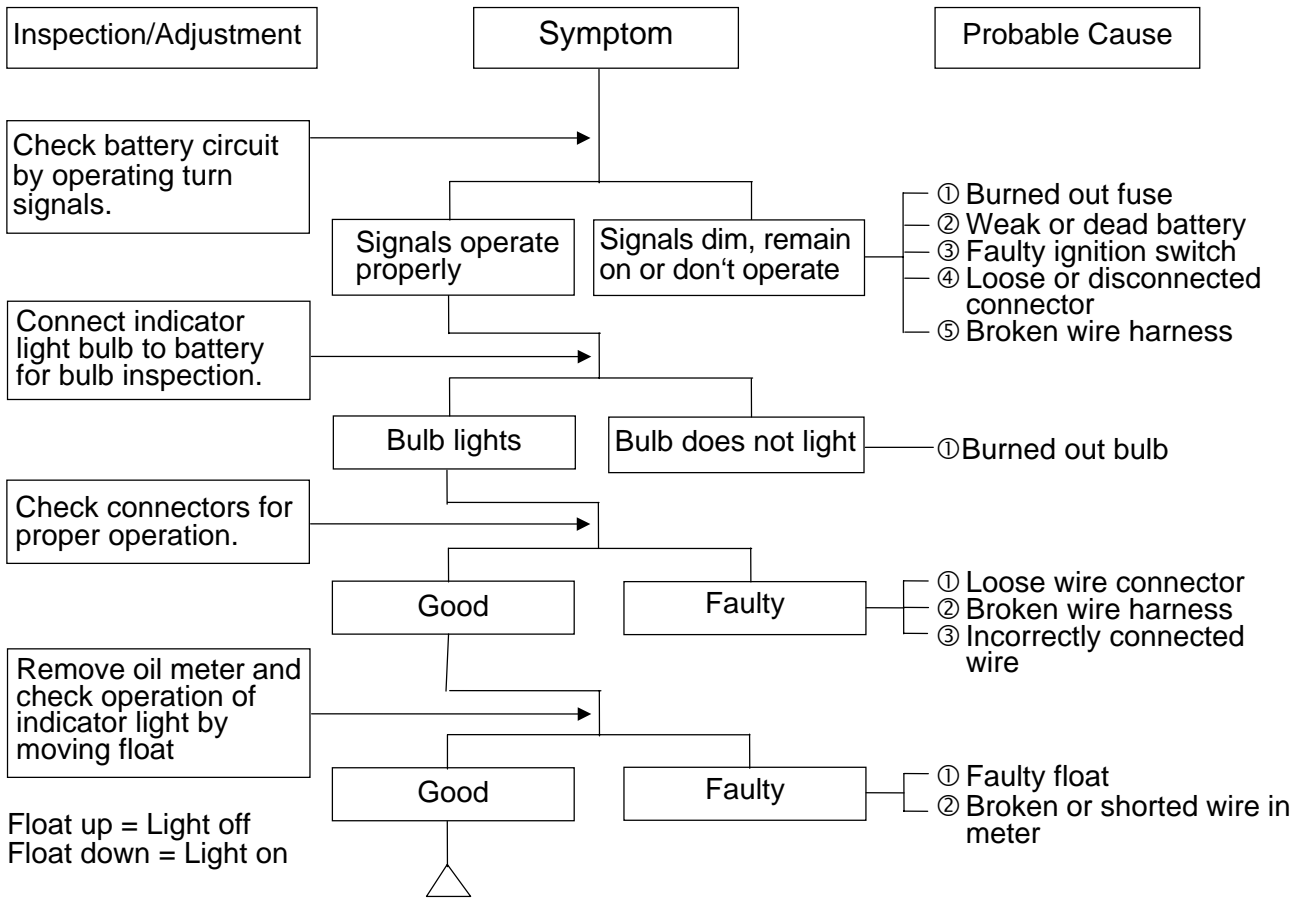 Inspection/Adjustment
Symptom
Probable Cause
Check battery circuit
by operating turn
signals.
Signals operate
properly
Signals dim, remain
on or don‘t operate
① Burned out fuse
② Weak or dead battery
③ Faulty ignition switch
④ Loose or disconnected
connector
⑤ Broken wire harness
Connect indicator
light bulb to battery
for bulb inspection.
Bulb lights
Bulb does not light
①Burned out bulb
Check connectors for
proper operation.
Good
Faulty
① Loose wire connector
② Broken wire harness
③ Incorrectly connected
wire
Remove oil meter and
check operation of
indicator light by
moving float
Good
Faulty
① Faulty float
② Broken or shorted wire in
meter
Float up = Light off
Float down = Light on